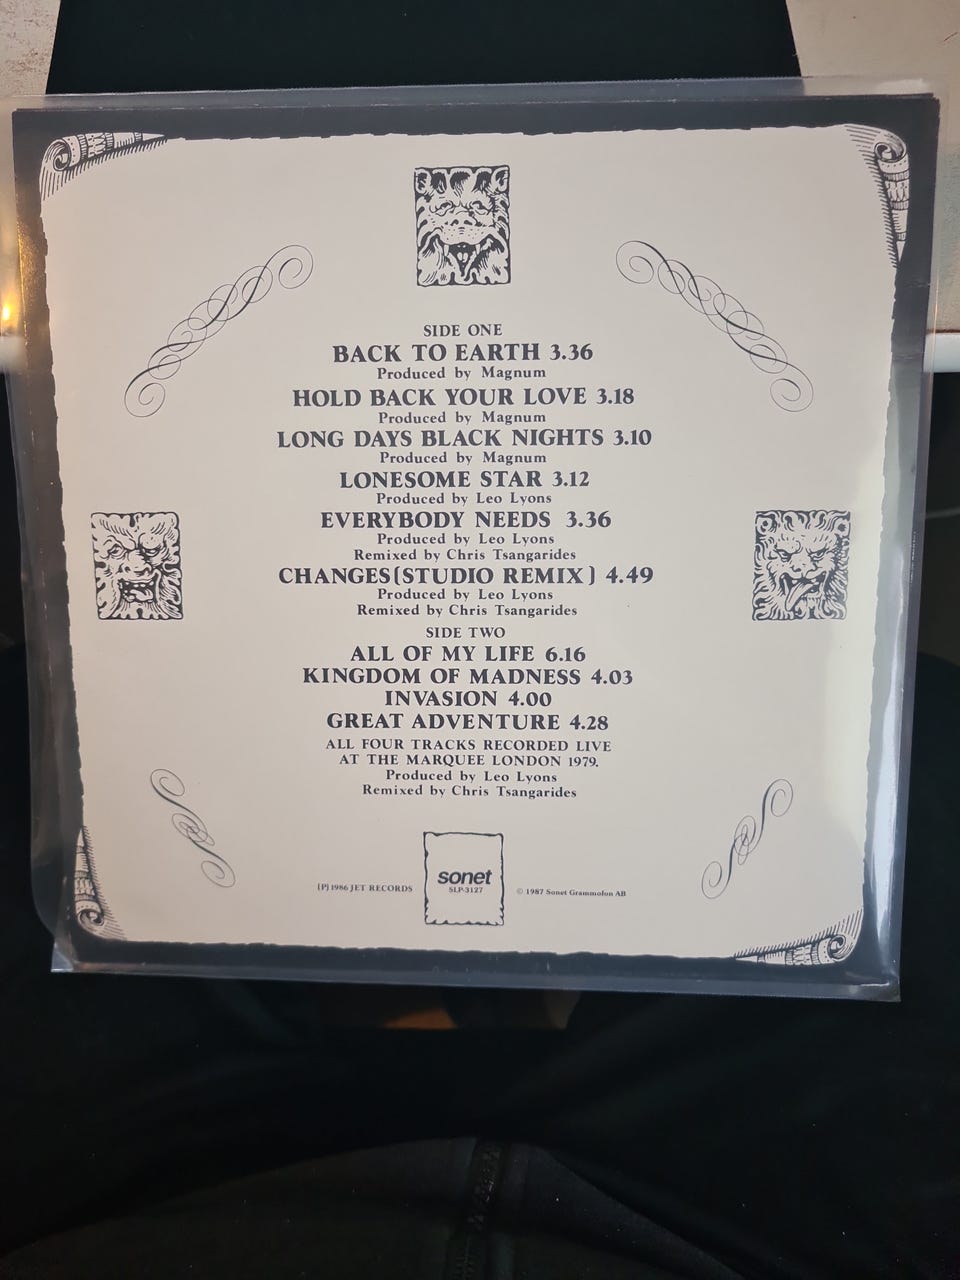 SIDE ONE
BACK TO EARTH 3.36
Produced by Magnum
HOLD BACK YOUR LOVE 3.18
Produced by Magnum
LONG DAYS BLACK NIGHTS 3.10
Produced by Magnum
LONESOME STAR 3.12
Produced by Leo Lyons
EVERYBODY NEEDS 3.36
Produced by Leo Lyons
Remixed by Chris Tsangarides
CHANGES(STUDIO REMIX) 4.49
Produced by Leo Lyons
Remixed by Chris Tsangarides
SIDE TWO
ALL OF MY LIFE 6.16
KINGDOM OF MADNESS 4.03
INVASION 4.00
GREAT ADVENTURE 4.28
ALL FOUR TRACKS RECORDED LIVE
AT THE MARQUEE LONDON 1979.
Produced by Leo Lyons
Remixed by Chris Tsangarides
(P) 1986 JET RECORDS
sonet
SLP-3127
© 1987 Sonet Grammofon AB